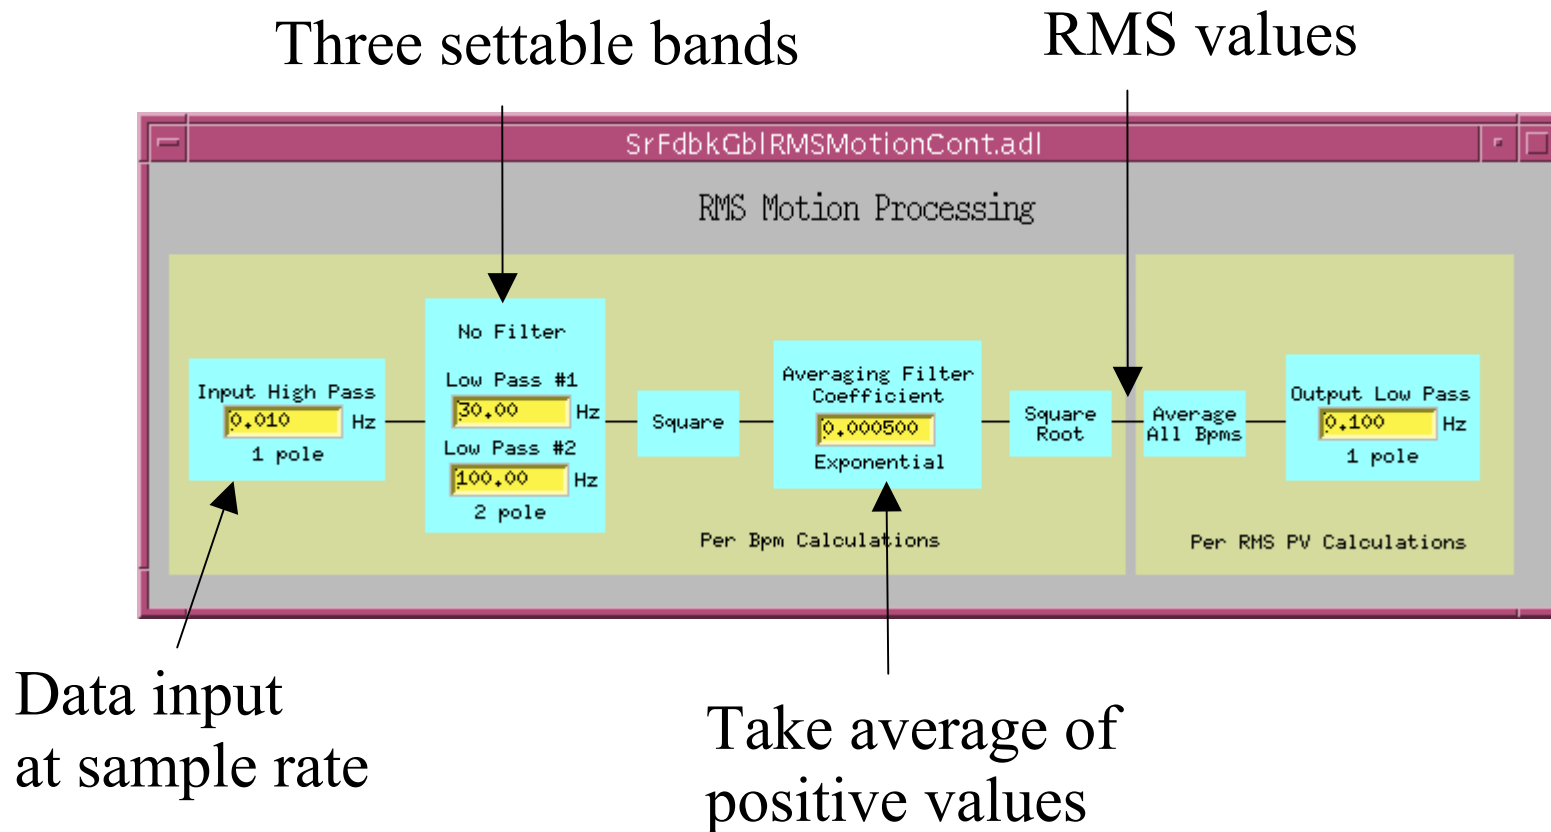 Three settable bands
RMS values
SrFdbkGblRMSMotionCont.adl
RMS Motion Processing
Input High Pass
0.010 Hz
1 pole
No Filter
Low Pass #1
30.00 Hz
Low Pass #2
100.00 Hz
2 pole
Square
Averaging Filter
Coefficient
0.000500
Exponential
Square
Root
Average
All Bpms
Output Low Pass
0.100 Hz
1 pole
Per Bpm Calculations
Per RMS PV Calculations
Data input
at sample rate
Take average of
positive values